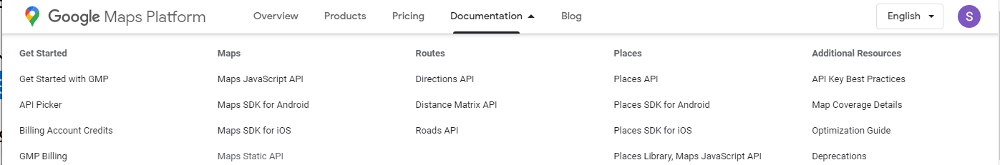 Google Maps Platform
Overview
Products
Pricing
Documentation
Blog
English
S
Get Started
Get Started with GMP
API Picker
Billing Account Credits
GMP Billing
Maps
Maps JavaScript API
Maps SDK for Android
Maps SDK for iOS
Maps Static API
Routes
Directions API
Distance Matrix API
Roads API
Places
Places API
Places SDK for Android
Places SDK for iOS
Places Library, Maps JavaScript API
Additional Resources
API Key Best Practices
Map Coverage Details
Optimization Guide
Deprecations